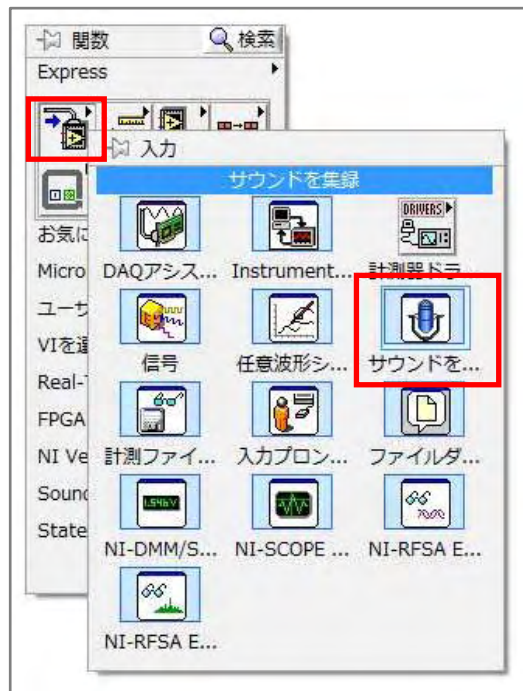 関数 検索
Express
入力
サウンドを集録
DRIVERS
お気に
DAQアシス... Instrument... 計測器ドラ...
Micro
ユーサ
信号 任意波形シ... サウンドを...
VIを選
Real-T
FPGA
計測ファイ... 入力プロン... ファイルダ...
NI Ve
Sound
1.546V
State
NI-DMM/S... NI-SCOPE ... NI-RFSA E...
NI-RFSA E...